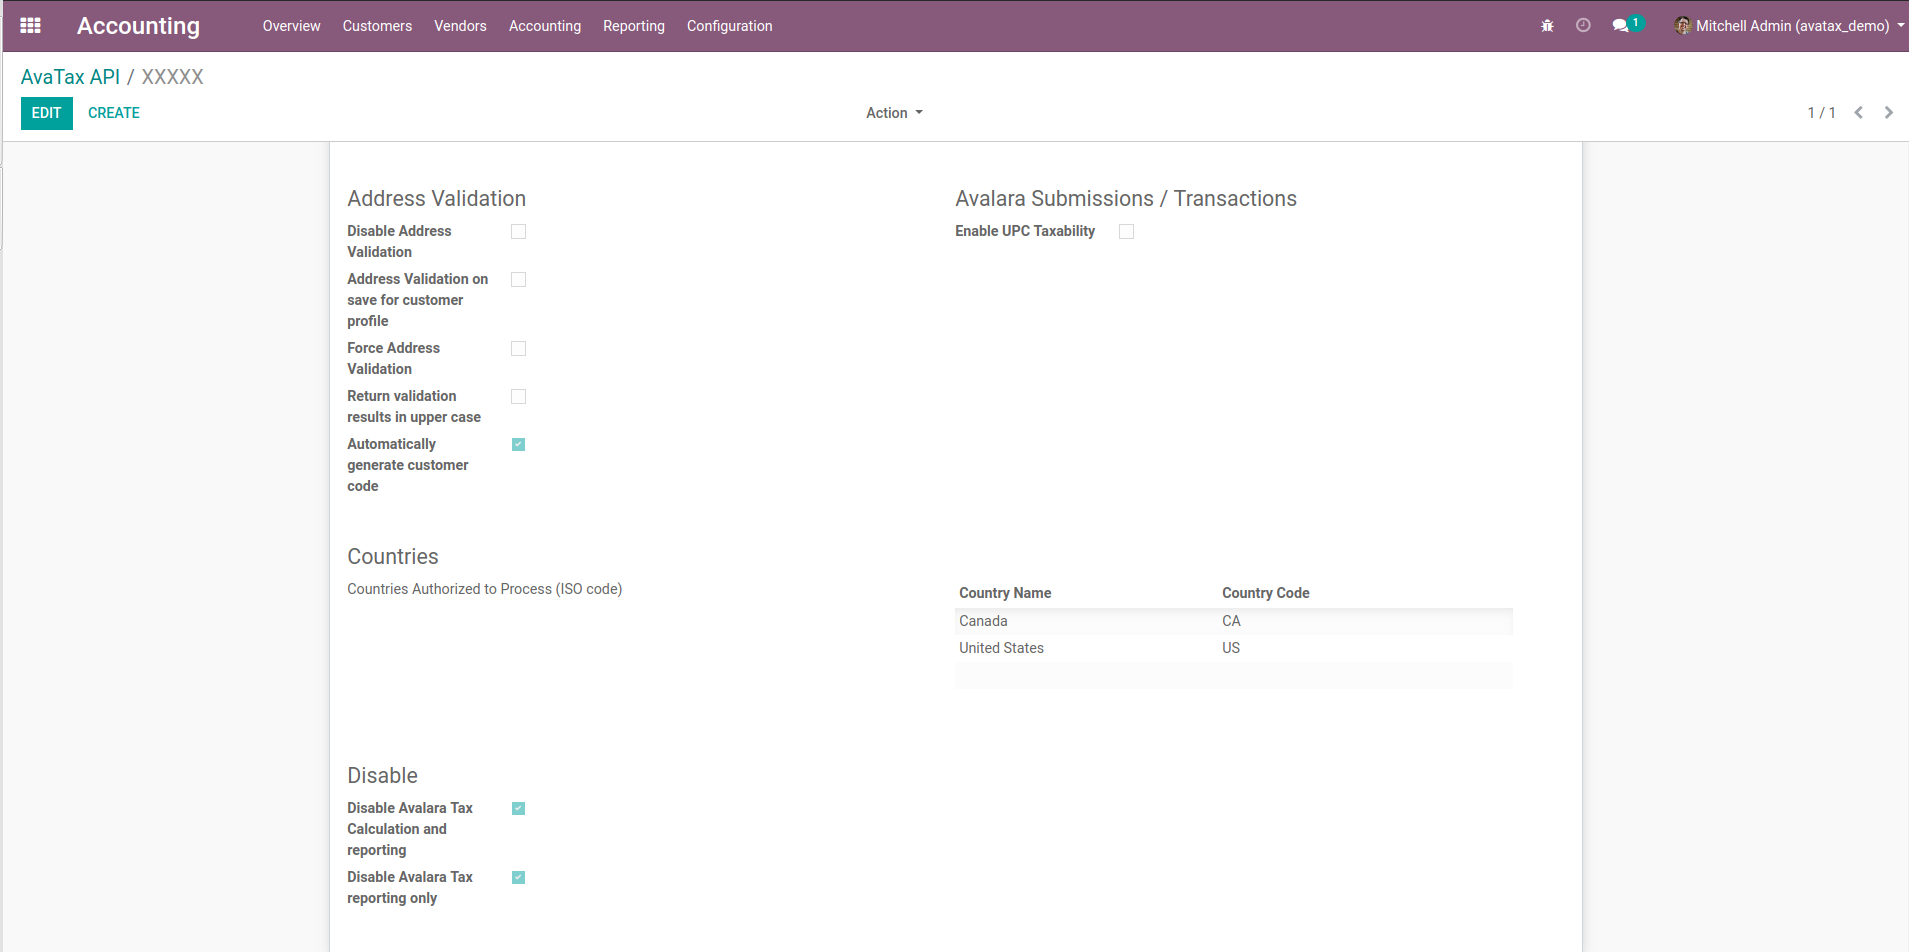 Accounting Overview Customers Vendors Accounting Reporting Configuration 1 Mitchell Admin (avatax_demo)
AvaTax API / XXXXX
EDIT CREATE Action 1 / 1
Address Validation
Disable Address
Validation
Address Validation on
save for customer
profile
Force Address
Validation
Return validation
results in upper case
Automatically
generate customer
code
Avalara Submissions / Transactions
Enable UPC Taxability
Countries
Countries Authorized to Process (ISO code)
Country Name Country Code
Canada CA
United States US
Disable
Disable Avalara Tax
Calculation and
reporting
Disable Avalara Tax
reporting only